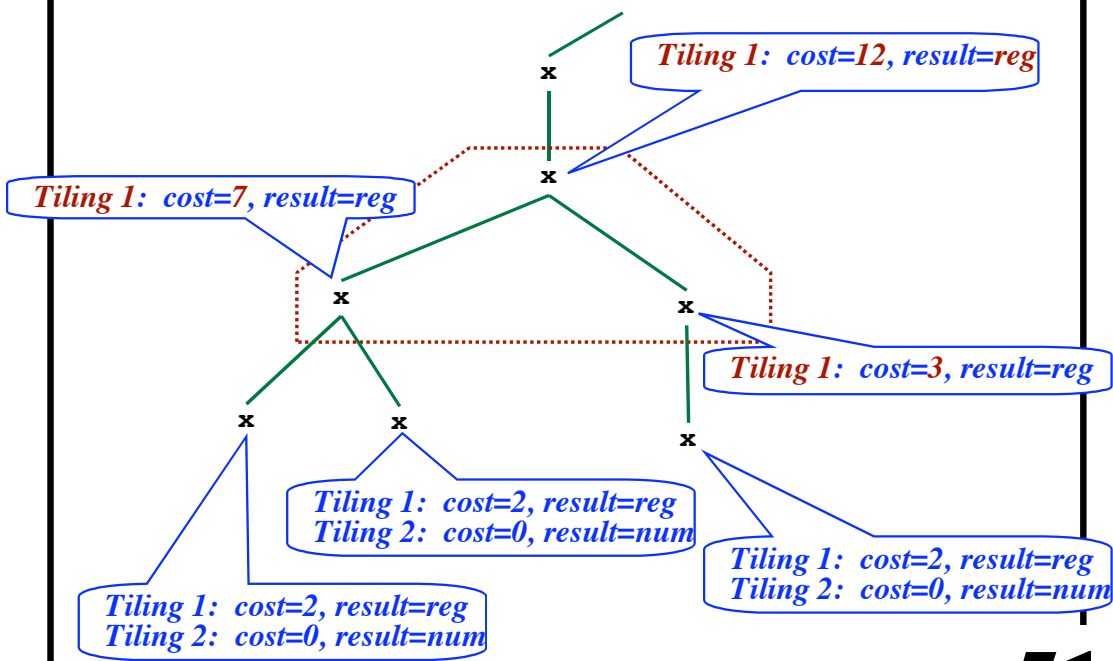 x
Tiling 1: cost=12, result=reg
x
Tiling 1: cost=7, result=reg
x
x
Tiling 1: cost=3, result=reg
x
x
x
Tiling 1: cost=2, result=reg
Tiling 2: cost=0, result=num
Tiling 1: cost=2, result=reg
Tiling 2: cost=0, result=num
Tiling 1: cost=2, result=reg
Tiling 2: cost=0, result=num